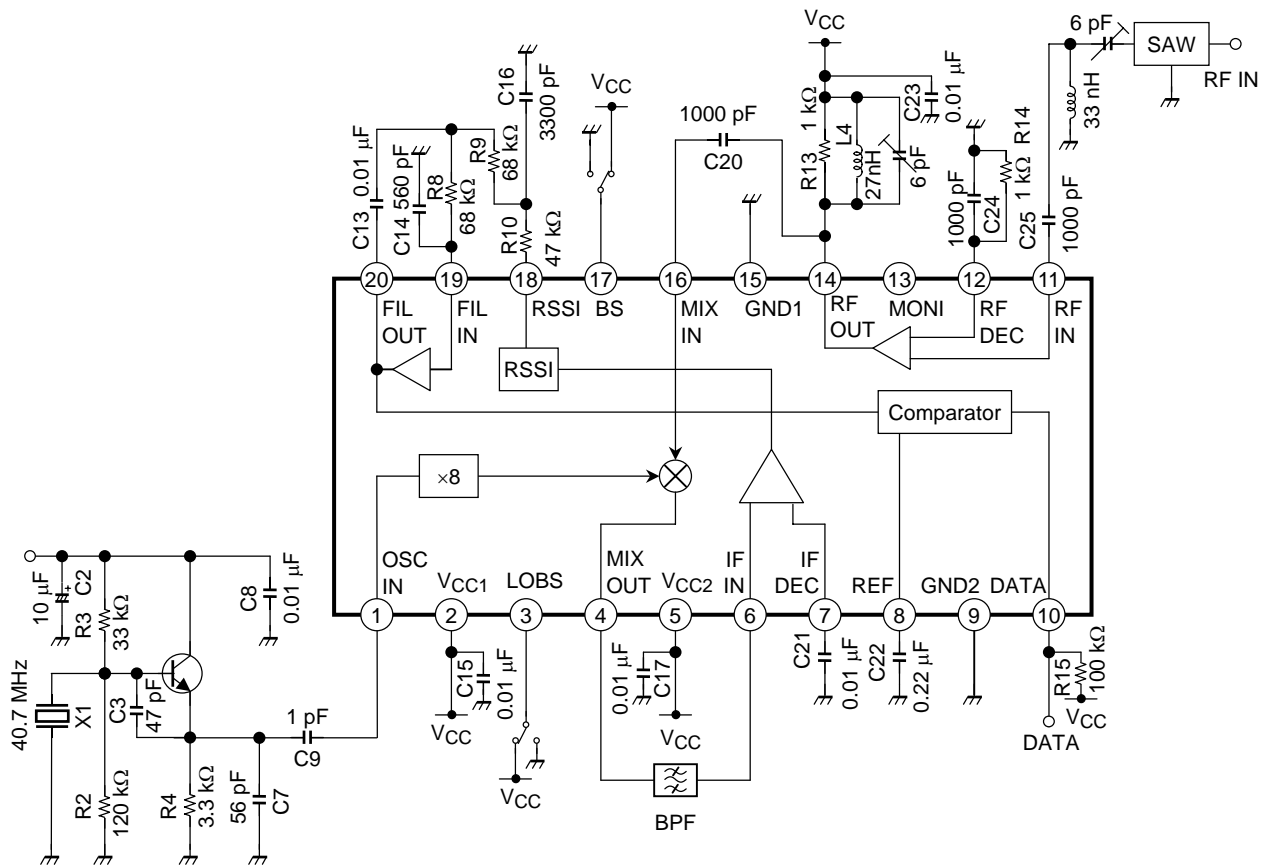 VCC
6 pF
SAW
RF IN
33 nH
C16
3300 pF
VCC
1000 pF
C20
C23
0.01 µF
1 kΩ
R13
L4
27nH
6 pF
R14
1 kΩ
C24
1000 pF
C25
1000 pF
C13
0.01 µF
C14
560 pF
R8
68 kΩ
R9
68 kΩ
R10
47 kΩ
20
19
18
17
16
15
14
13
12
11
FIL OUT
FIL IN
RSSI
BS
MIX IN
GND1
RF OUT
MONI
RF DEC
RF IN
RSSI
Comparator
×8
OSC IN
VCC1
LOBS
MIX OUT
VCC2
IF IN
IF DEC
REF
GND2
DATA
1
2
3
4
5
6
7
8
9
10
10 µF
C2
R3
33 kΩ
C8
0.01 µF
40.7 MHz
X1
C3
47 pF
1 pF
C9
R2
120 kΩ
R4
3.3 kΩ
56 pF
C7
C15
0.01 µF
VCC
VCC
0.01 µF
C17
VCC
BPF
C21
0.01 µF
C22
0.22 µF
R15
100 kΩ
VCC
DATA